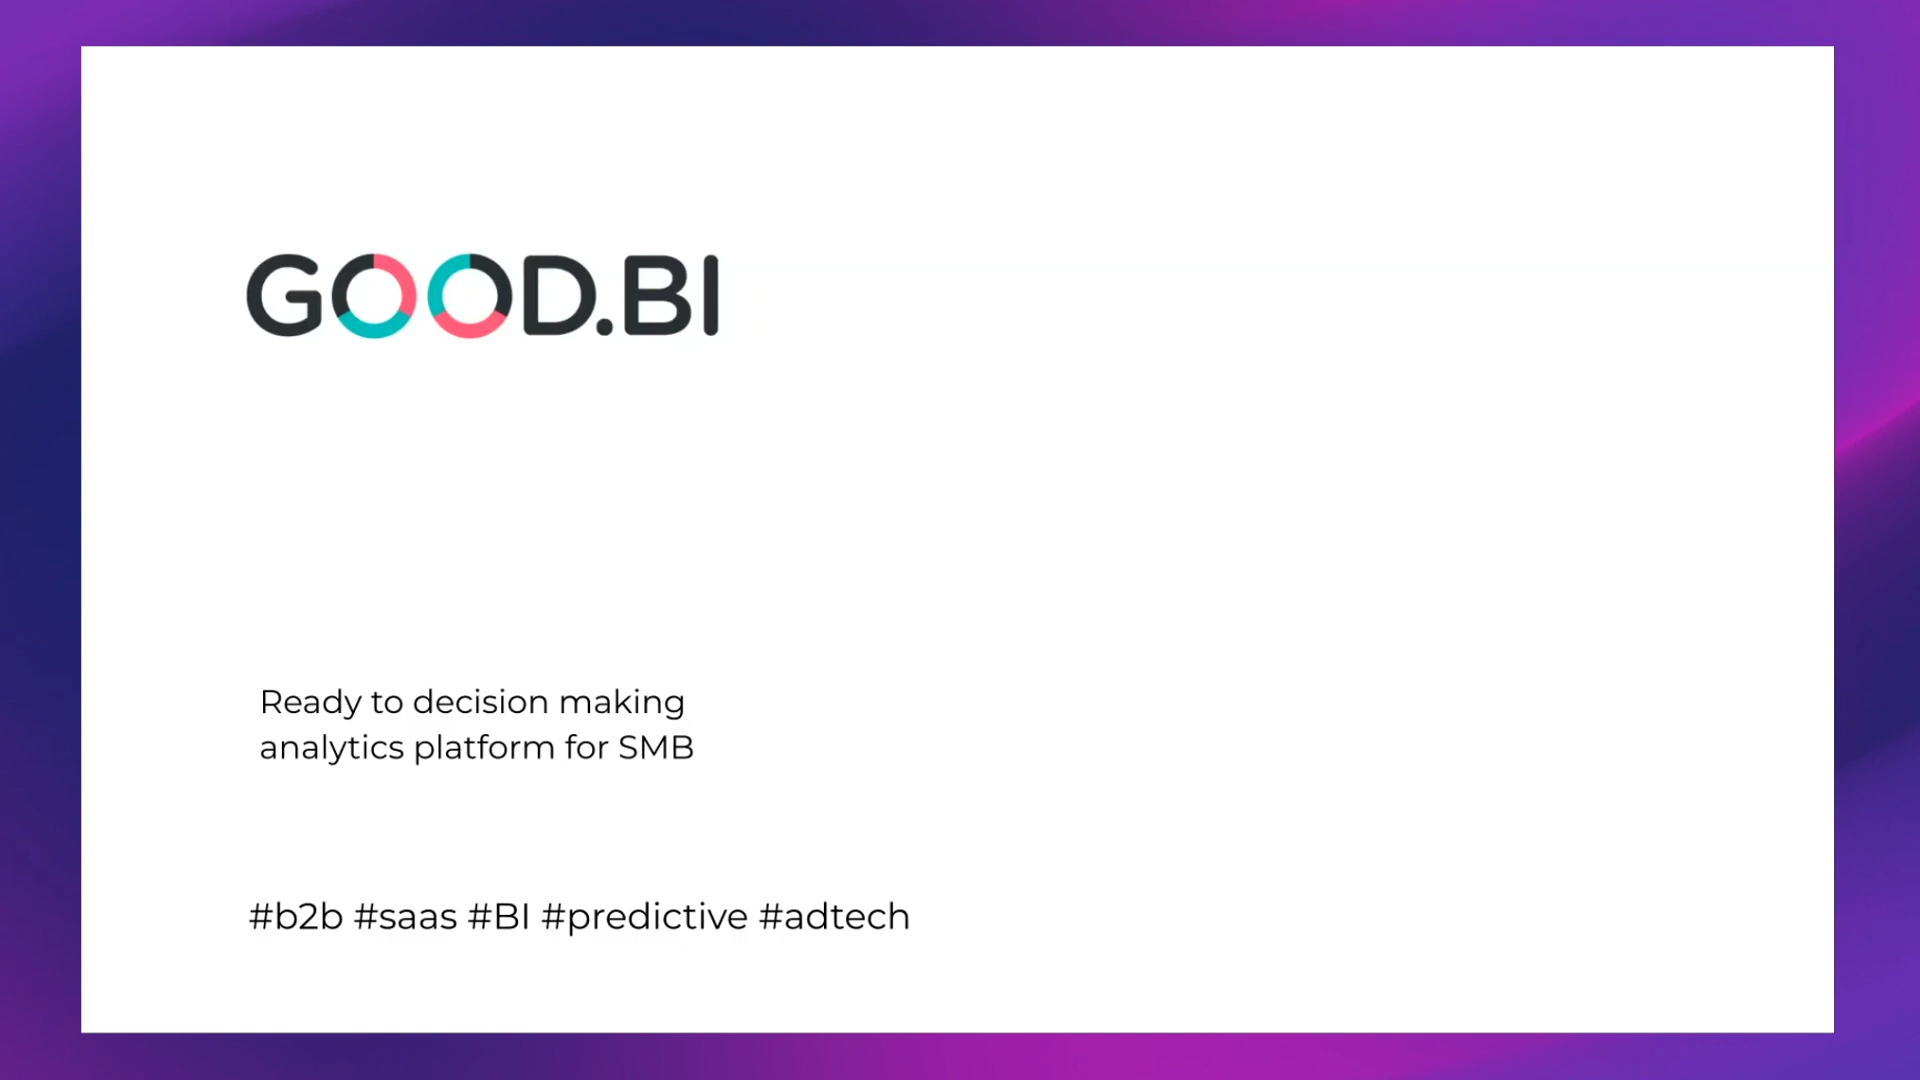 GOOD.BI
Ready to decision making
analytics platform for SMB
#b2b #saas #BI #predictive #adtech